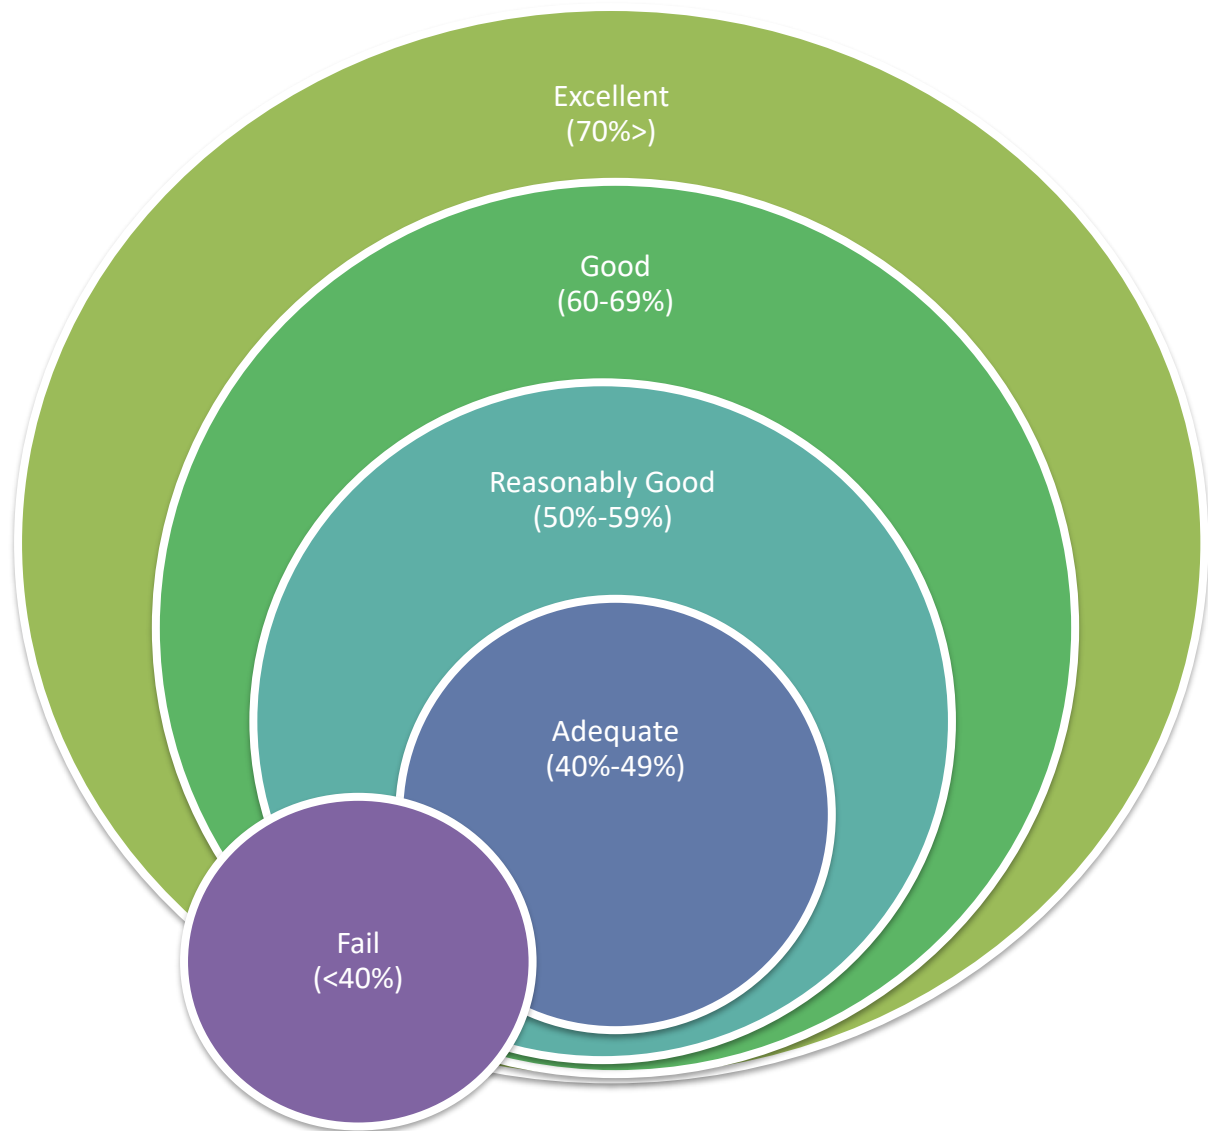 Excellent
(70%>)
Good
(60-69%)
Reasonably Good
(50%-59%)
Adequate
(40%-49%)
Fail
(<40%)